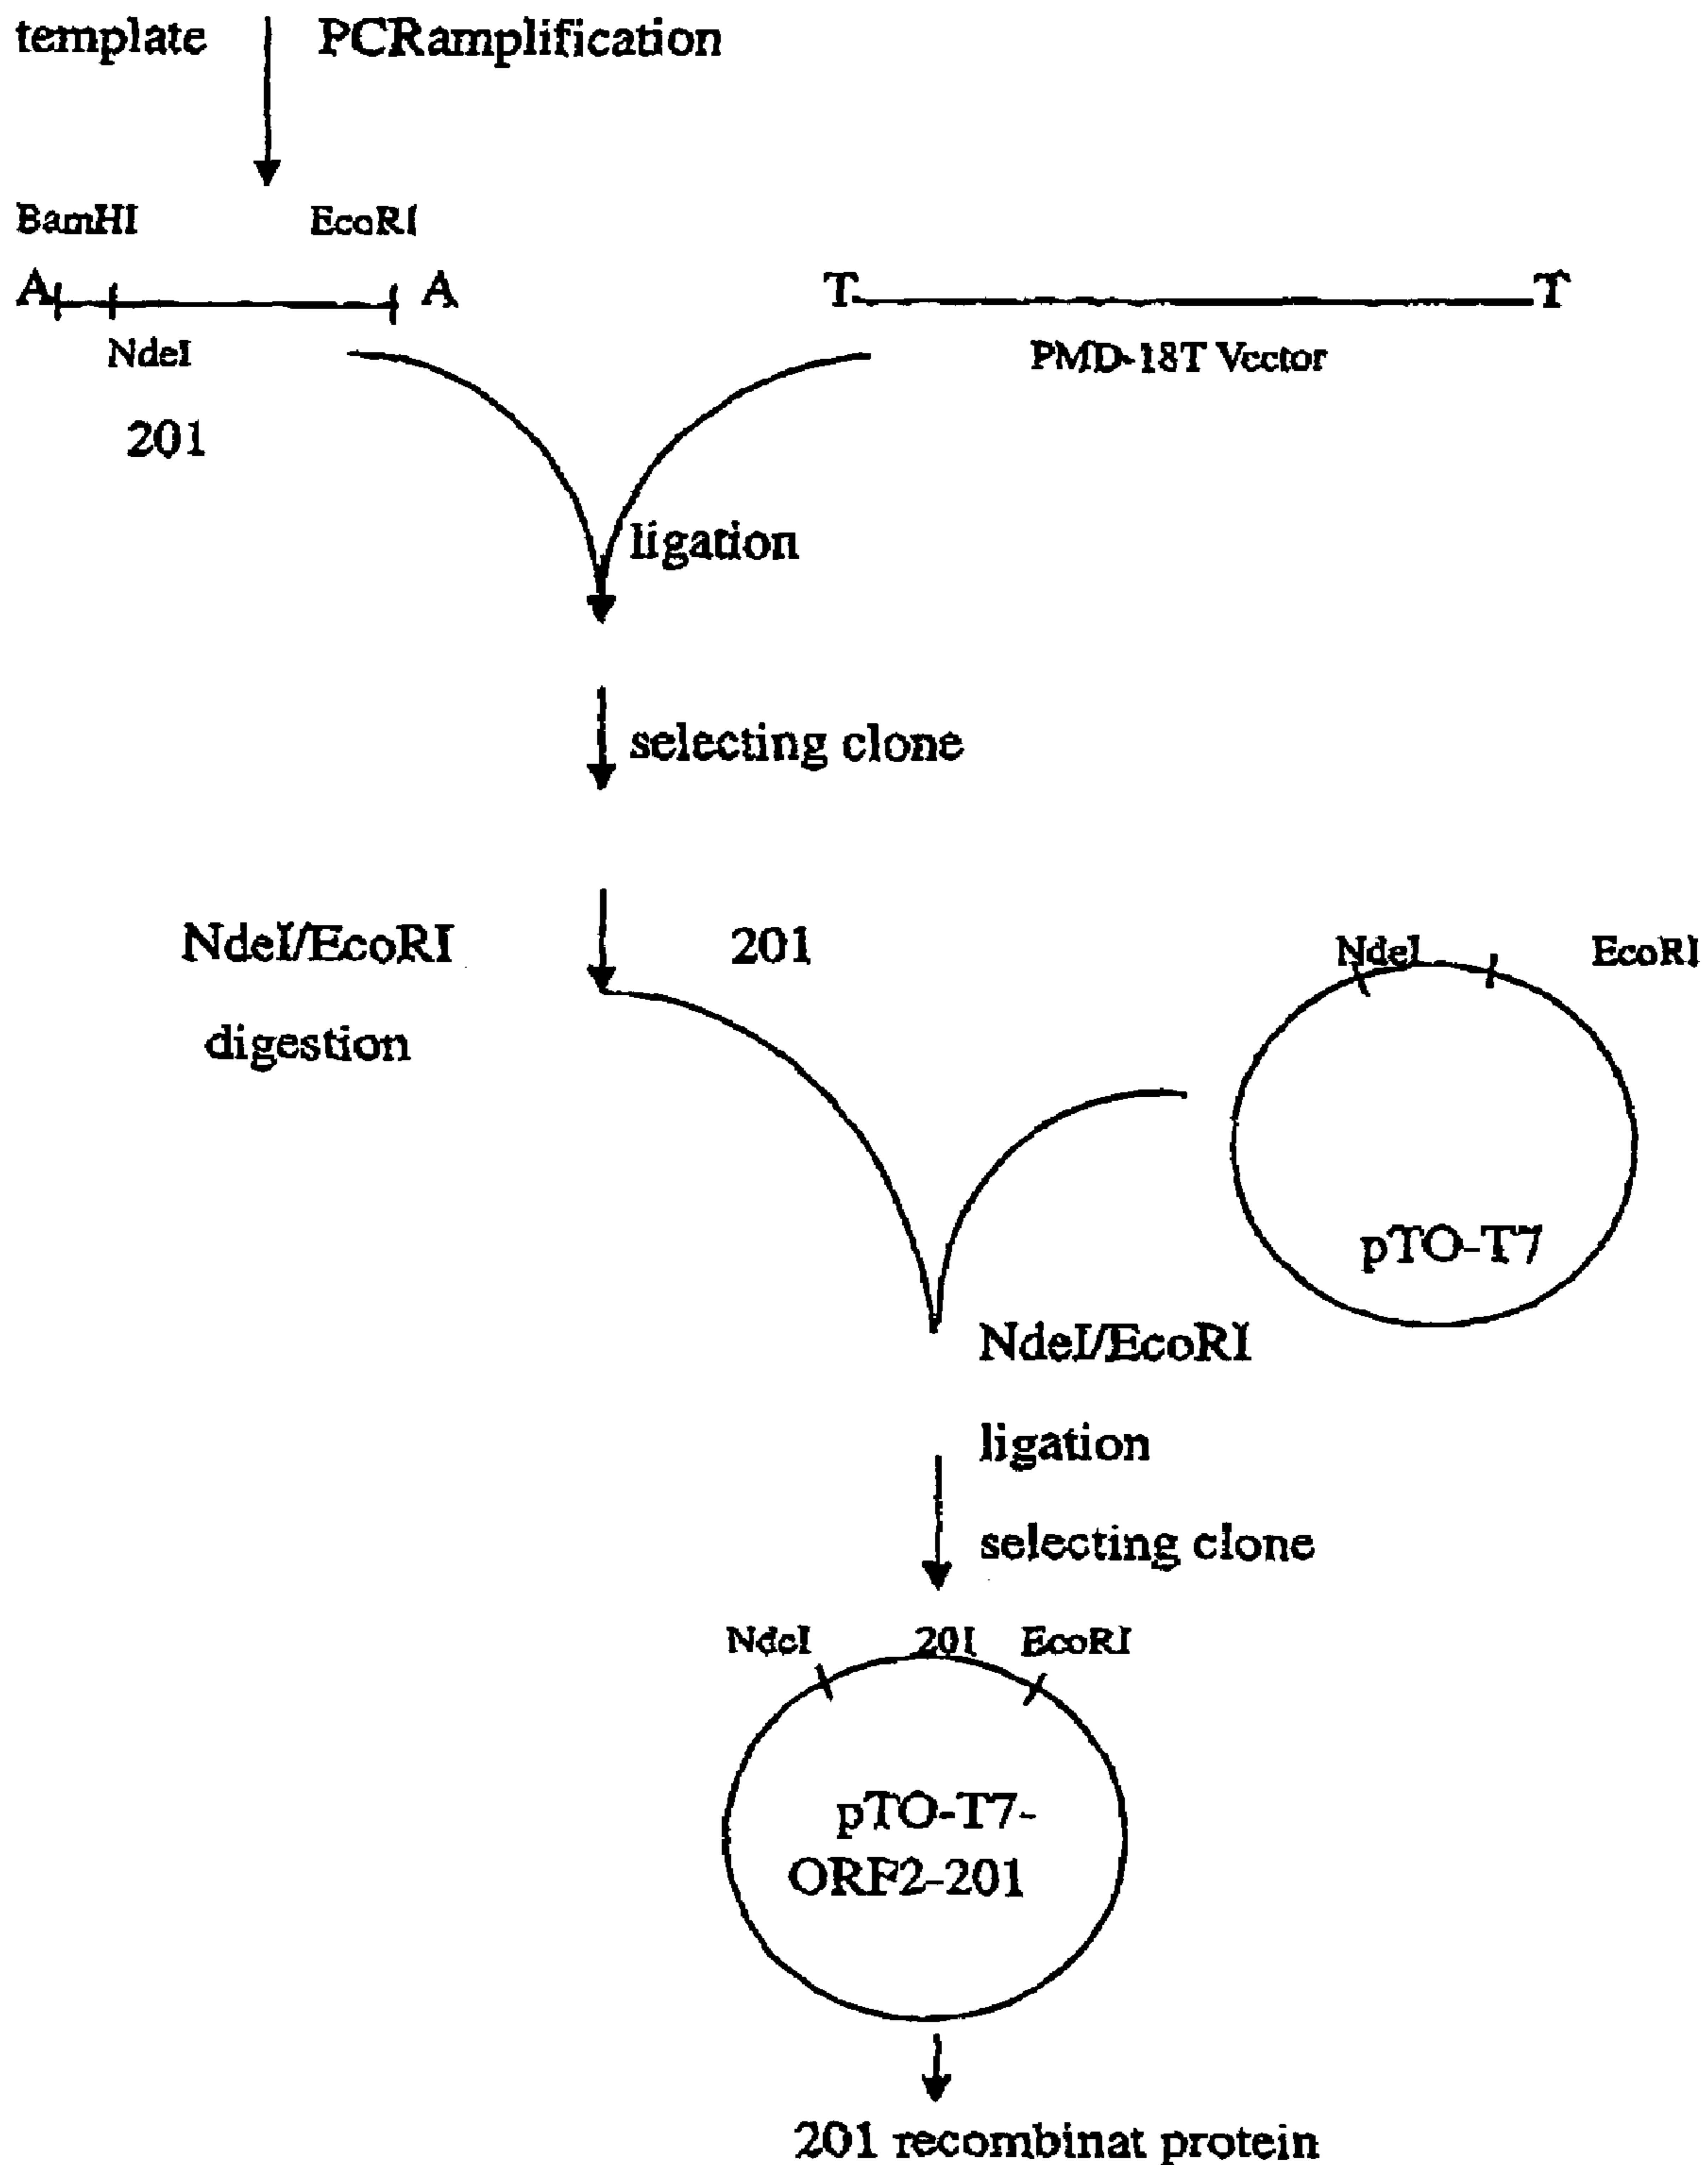 template PCRamplification
BamHI EcoRI
A A T T
NdeI PMD-18T Vector
201
ligation
selecting clone
NdeI/EcoRI 201 NdeI EcoRI
digestion
pTO-T7
NdeI/EcoRI
ligation
selecting clone
NdeI 201 EcoRI
pTO-T7-
ORF2-201
201 recombinat protein